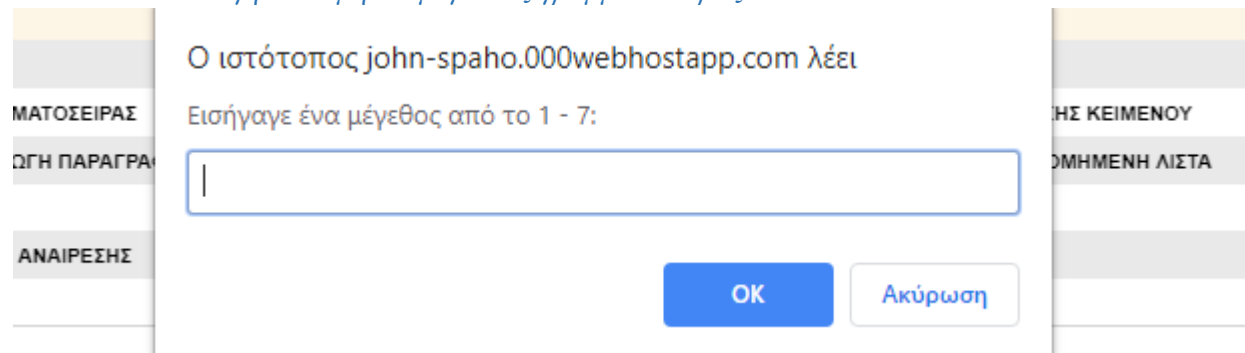 Ο ιστότοπος john-spaho.000webhostapp.com λέει
ΜΑΤΟΣΕΙΡΑΣ
Εισήγαγε ένα μέγεθος από το 1 - 7:
ΗΣ ΚΕΙΜΕΝΟΥ
ΩΓΗ ΠΑΡΑΓΡΑΦ
ΟΜΗΜΕΝΗ ΛΙΣΤΑ
ΑΝΑΙΡΕΣΗΣ
OK
Ακύρωση